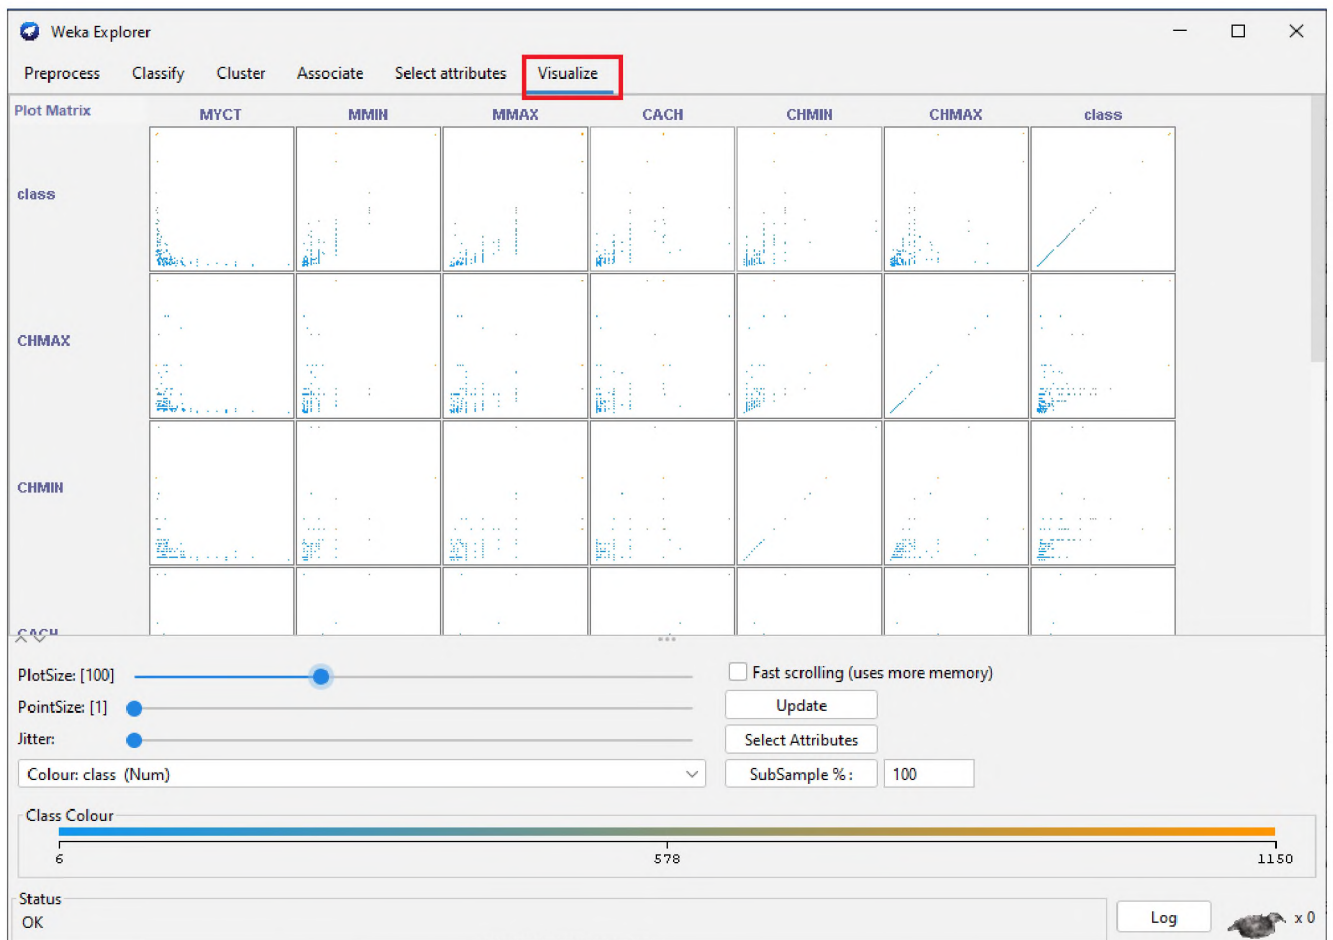 Weka Explorer
Preprocess Classify Cluster Associate Select attributes Visualize
Plot Matrix MYCT MMIN MMAX CACH CHMIN CHMAX class
class
CHMAX
CHMIN
CACH
PlotSize: [100] Fast scrolling (uses more memory)
PointSize: [1] Update
Jitter: Select Attributes
Colour: class (Num) SubSample % : 100
Class Colour
6 578 1150
Status
OK Log x 0